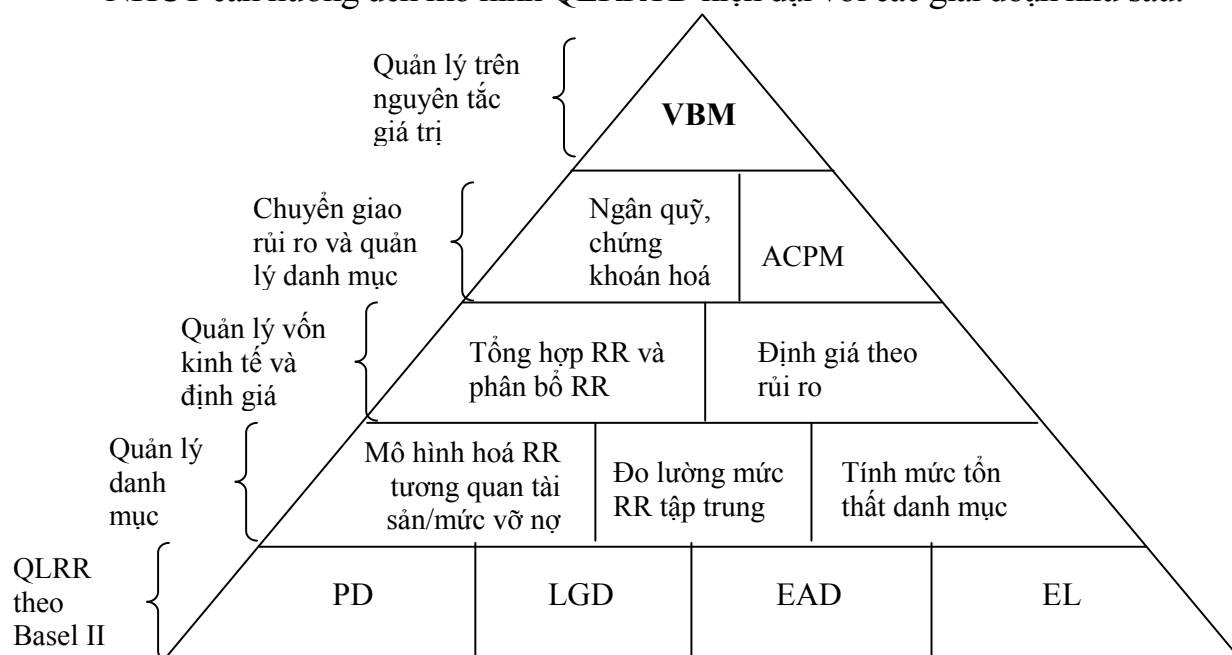 Quản lý trên
nguyên tắc
giá trị
VBM
Chuyển giao
rủi ro và quản
lý danh mục
Ngân quỹ,
chứng
khoán hoá
ACPM
Quản lý vốn
kinh tế và
định giá
Tổng hợp RR và
phân bổ RR
Định giá theo
rủi ro
Quản lý
danh
mục
Mô hình hoá RR
tương quan tài
sản/mức vỡ nợ
Đo lường mức
RR tập trung
Tính mức tổn
thất danh mục
QLRR
theo
Basel II
PD
LGD
EAD
EL